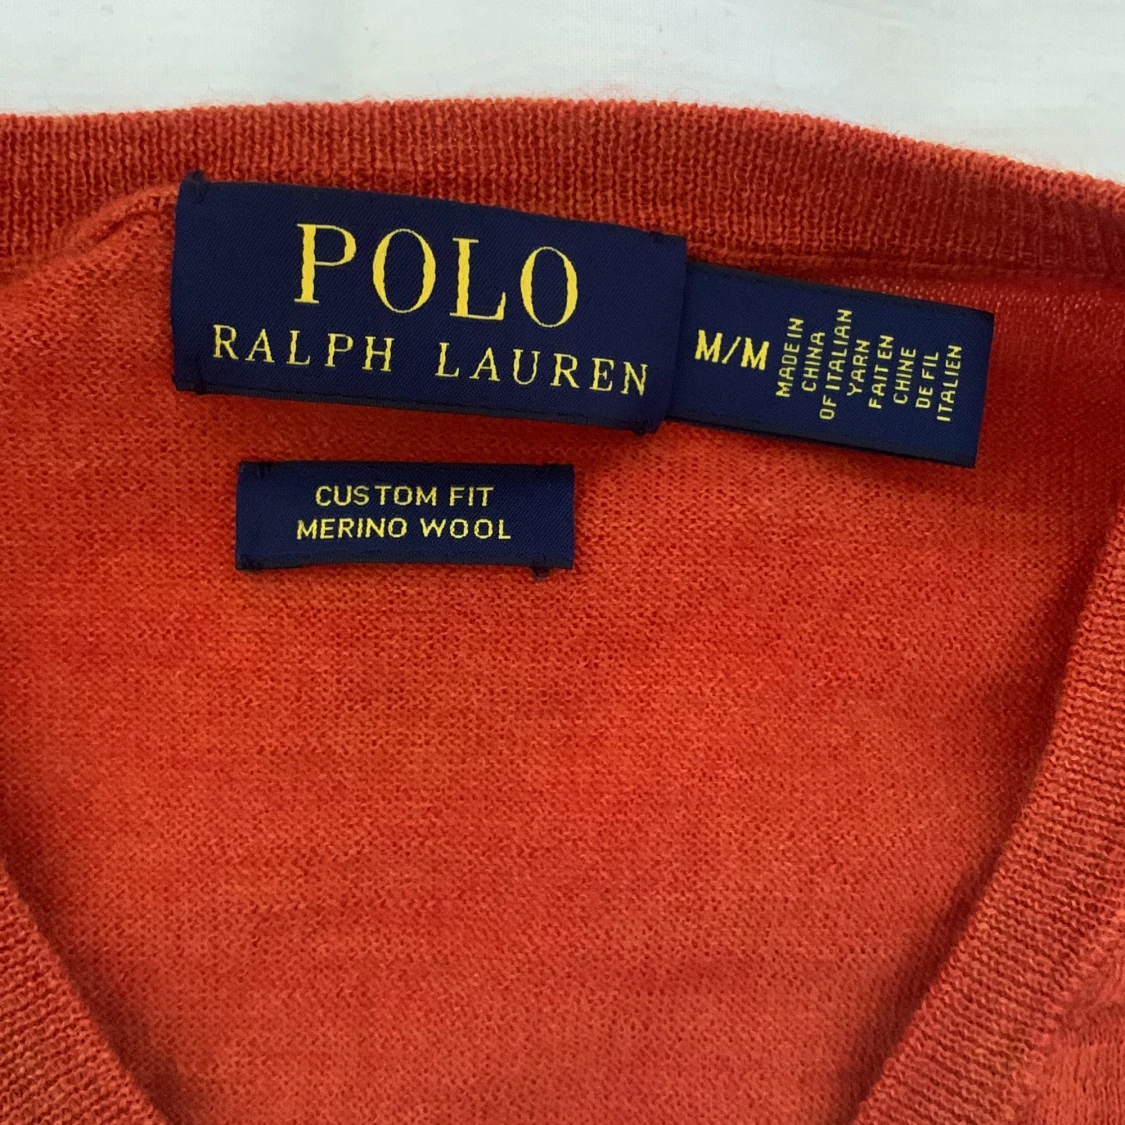 POLO
RALPH LAUREN
M/M
MADE IN
CHINA
OF ITALIAN
YARN
FAIT EN
CHINE
DE FIL
ITALIEN
CUSTOM FIT
MERINO WOOL